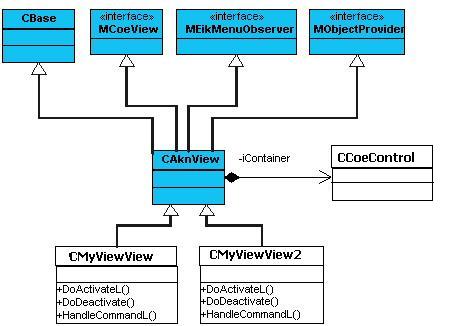 CBase
«interface»
MCoeView
«interface»
MEikMenuObserver
«interface»
MObjectProvider
CAknView
-iContainer
CCoeControl
CMyViewView
+DoActivateL()
+DoDeactivate()
+HandleCommandL()
CMyViewView2
+DoActivateL()
+DoDeactivate()
+HandleCommandL()